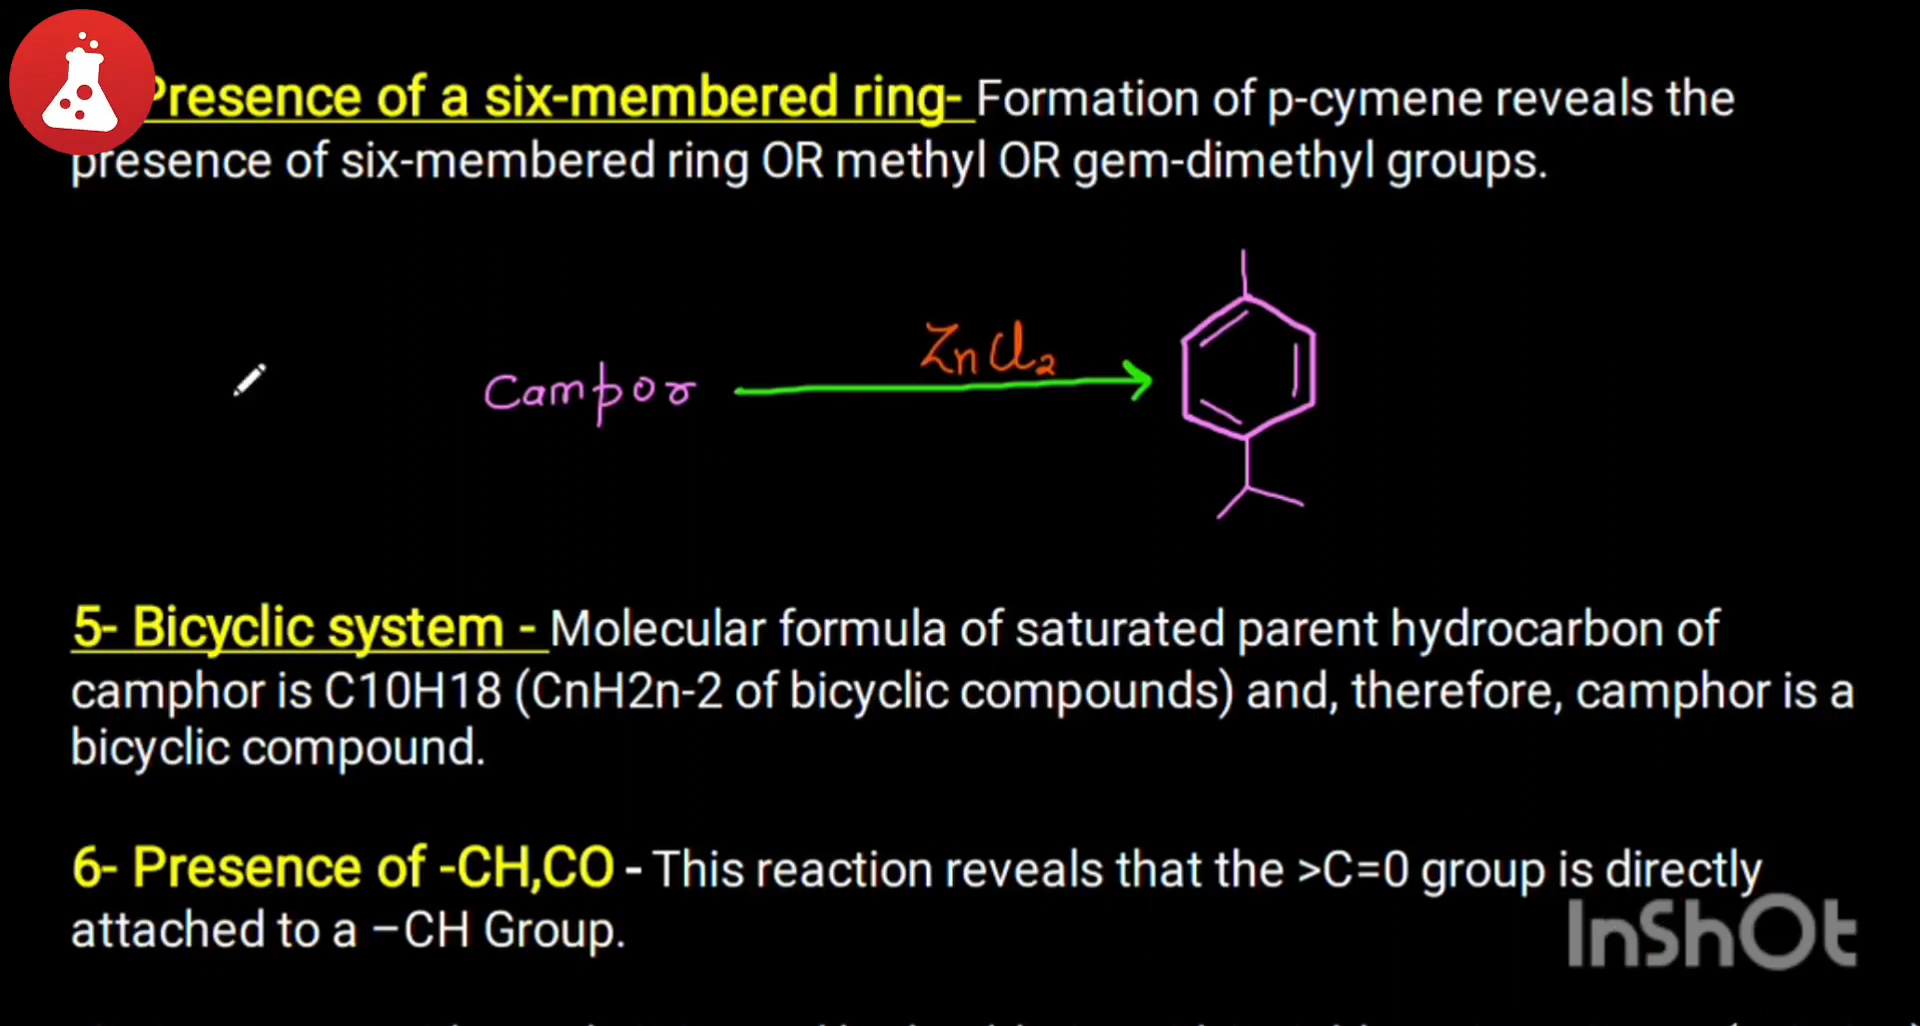 Presence of a six-membered ring- Formation of p-cymene reveals the
presence of six-membered ring OR methyl OR gem-dimethyl groups.
Campor
ZnCl2
5- Bicyclic system - Molecular formula of saturated parent hydrocarbon of
camphor is C10H18 (CnH2n-2 of bicyclic compounds) and, therefore, camphor is a
bicyclic compound.
6- Presence of -CH,CO - This reaction reveals that the >C=0 group is directly
attached to a –CH Group.
InShOt